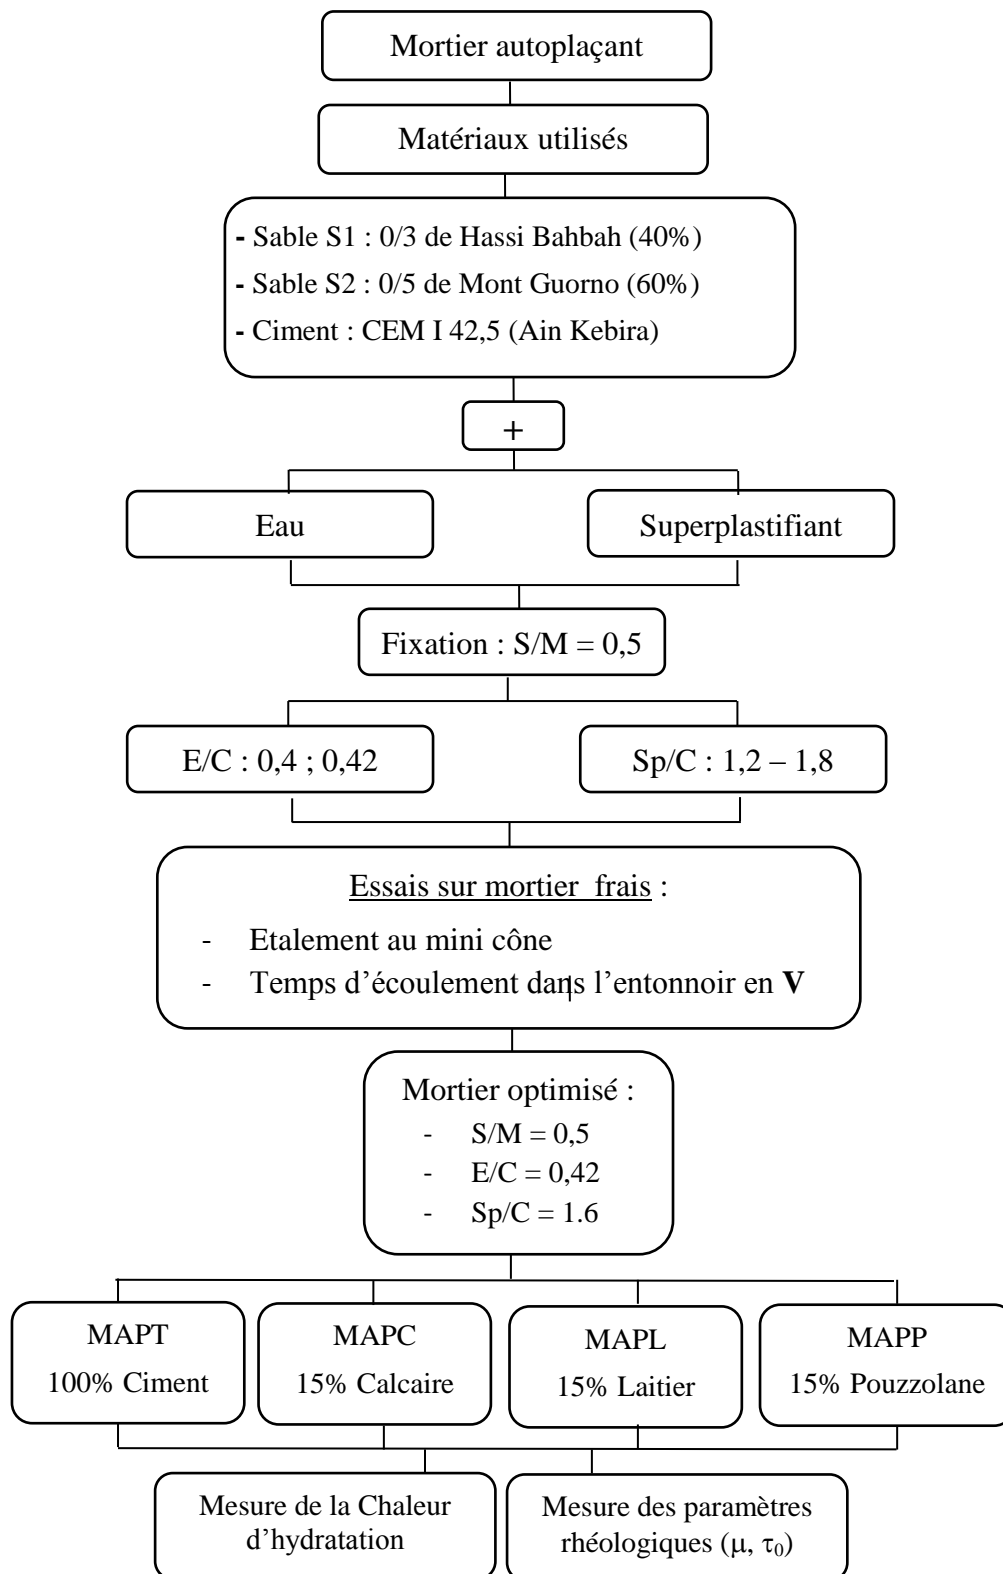 Mortier autoplaçant
Matériaux utilisés
- Sable S1 : 0/3 de Hassi Bahbah (40%)
- Sable S2 : 0/5 de Mont Guorno (60%)
- Ciment : CEM I 42,5 (Ain Kebira)
+
Eau
Superplastifiant
Fixation : S/M = 0,5
E/C : 0,4 ; 0,42
Sp/C : 1,2 – 1,8
Essais sur mortier frais :
- Etalement au mini cône
- Temps d’écoulement dans l’entonnoir en V
Mortier optimisé :
- S/M = 0,5
- E/C = 0,42
- Sp/C = 1.6
MAPT
100% Ciment
MAPC
15% Calcaire
MAPL
15% Laitier
MAPP
15% Pouzzolane
Mesure de la Chaleur
d’hydratation
Mesure des paramètres
rhéologiques (μ, τ₀)